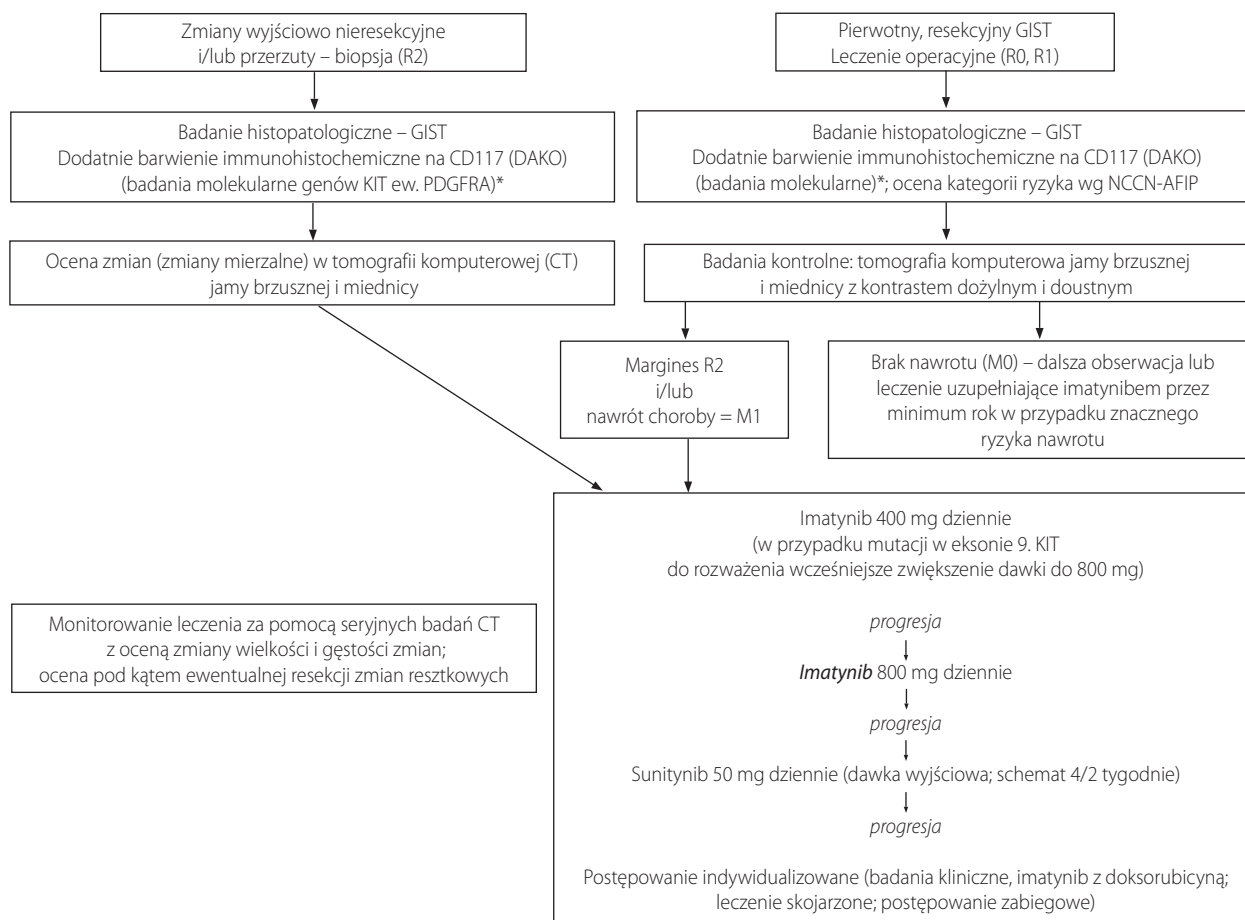 Zmiany wyjściowo nieresekcyjne
i/lub przerzuty – biopsja (R2)
Pierwotny, resekcyjny GIST
Leczenie operacyjne (R0, R1)
Badanie histopatologiczne – GIST
Dodatnie barwienie immunohistochemiczne na CD117 (DAKO)
(badania molekularne genów KIT ew. PDGFRA)*
Badanie histopatologiczne – GIST
Dodatnie barwienie immunohistochemiczne na CD117 (DAKO)
(badania molekularne)*; ocena kategorii ryzyka wg NCCN-AFIP
Ocena zmian (zmiany mierzalne) w tomografii komputerowej (CT)
jamy brzusznej i miednicy
Badania kontrolne: tomografia komputerowa jamy brzusznej
i miednicy z kontrastem dożylnym i doustnym
Margines R2
i/lub
nawrót choroby = M1
Brak nawrotu (M0) – dalsza obserwacja lub
leczenie uzupełniające imatynibem przez
minimum rok w przypadku znacznego
ryzyka nawrotu
Imatynib 400 mg dziennie
(w przypadku mutacji w eksonie 9. KIT
do rozważenia wcześniejsze zwiększenie dawki do 800 mg)
progresja
Imatynib 800 mg dziennie
progresja
Sunitynib 50 mg dziennie (dawka wyjściowa; schemat 4/2 tygodnie)
progresja
Postępowanie indywidualizowane (badania kliniczne, imatynib z doksorubicyną;
leczenie skojarzone; postępowanie zabiegowe)
Monitorowanie leczenia za pomocą seryjnych badań CT
z oceną zmiany wielkości i gęstości zmian;
ocena pod kątem ewentualnej resekcji zmian resztkowych